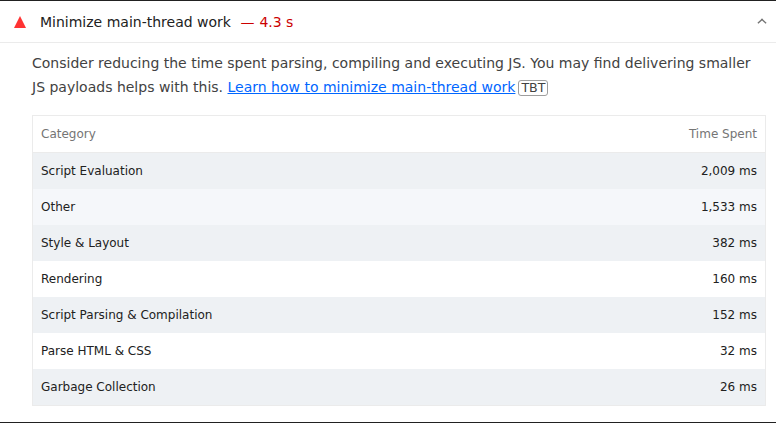 Minimize main-thread work — 4.3 s
Consider reducing the time spent parsing, compiling and executing JS. You may find delivering smaller
JS payloads helps with this. Learn how to minimize main-thread work TBT
Category Time Spent
Script Evaluation 2,009 ms
Other 1,533 ms
Style & Layout 382 ms
Rendering 160 ms
Script Parsing & Compilation 152 ms
Parse HTML & CSS 32 ms
Garbage Collection 26 ms